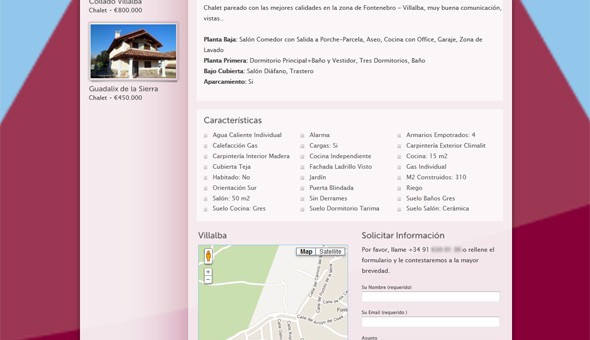 Collado Villalba
Chalet • €800.000
Guadalix de la Sierra
Chalet • €450.000
Chalet pareado con las mejores calidades en la zona de Fontenebro – Villalba, muy buena comunicación,
vistas..
Planta Baja: Salón Comedor con Salida a Porche-Parcela, Aseo, Cocina con Office, Garaje, Zona de
Lavado
Planta Primera: Dormitorio Principal+Baño y Vestidor, Tres Dormitorios, Baño
Bajo Cubierta: Salón Diáfano, Trastero
Aparcamiento: Si
Características
Agua Caliente Individual
Alarma
Armarios Empotrados: 4
Calefacción Gas
Cargas: Si
Carpintería Exterior Climalit
Carpintería Interior Madera
Cocina Independiente
Cocina: 15 m2
Cubierta Teja
Fachada Ladrillo Visto
Gas Individual
Habitado: No
Jardín
M2 Construidos: 310
Orientación Sur
Puerta Blindada
Riego
Salón: 50 m2
Sin Derrames
Suelo Baños Gres
Suelo Cocina: Gres
Suelo Dormitorio Tarima
Suelo Salón: Cerámica
Villalba
Map
Satellite
Solicitar Información
Por favor, llame +34 91 o rellene el
formulario y le contestaremos a la mayor
brevedad.
Su Nombre (requerido)
Su Email (requerido )
Asunto